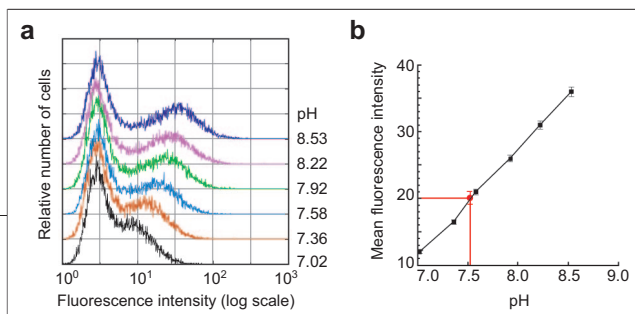 a
Relative number of cells
pH
8.53
8.22
7.92
7.58
7.36
7.02
10⁰ 10¹ 10² 10³
Fluorescence intensity (log scale)
b
Mean fluorescence intensity
40
30
20
10
7.0 7.5 8.0 8.5 9.0
pH